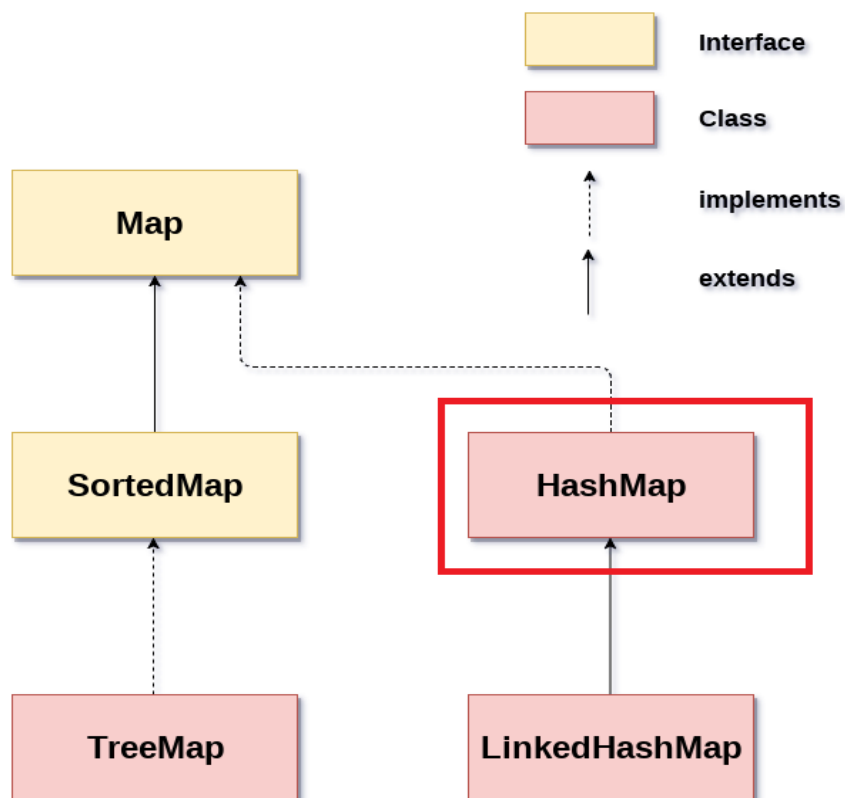 Interface
Class
implements
extends
Map
SortedMap
HashMap
TreeMap
LinkedHashMap